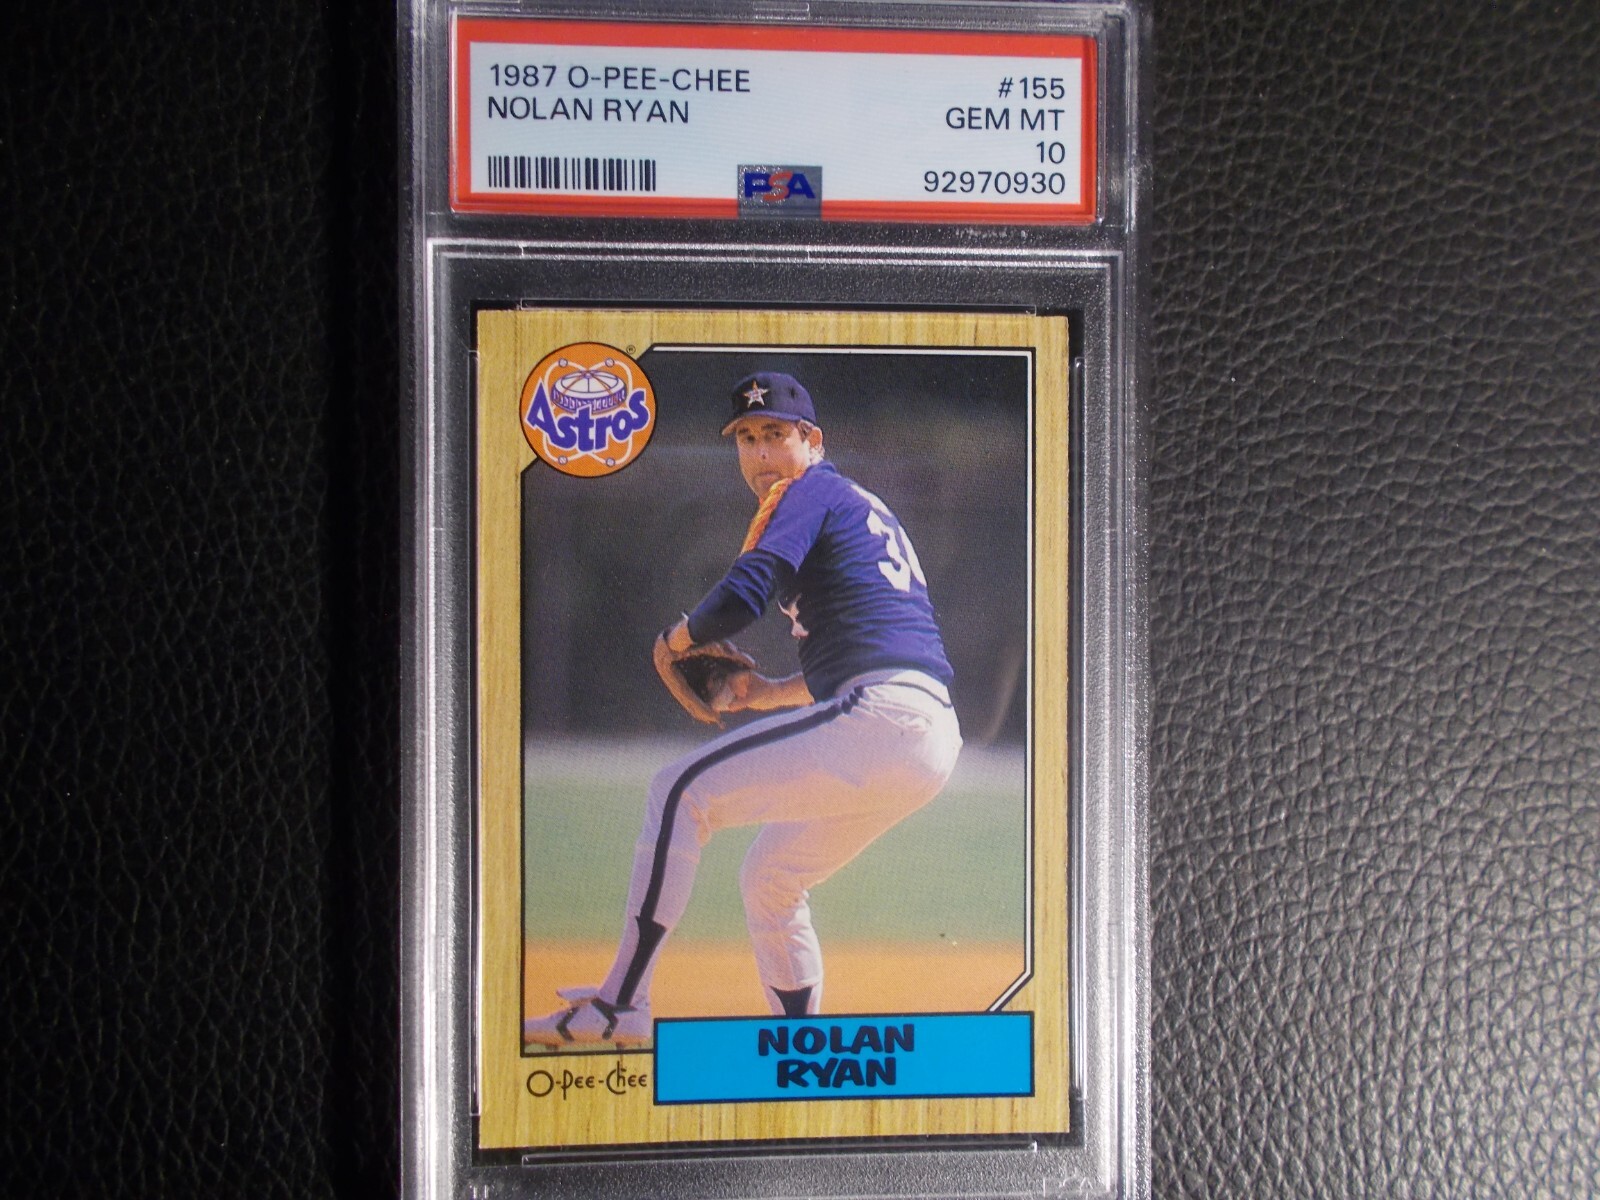 1987 O-PEE-CHEE
NOLAN RYAN
#155
GEM MT
10
92970930
PSA
Astros
®
O-Pee-Chee
NOLAN
RYAN